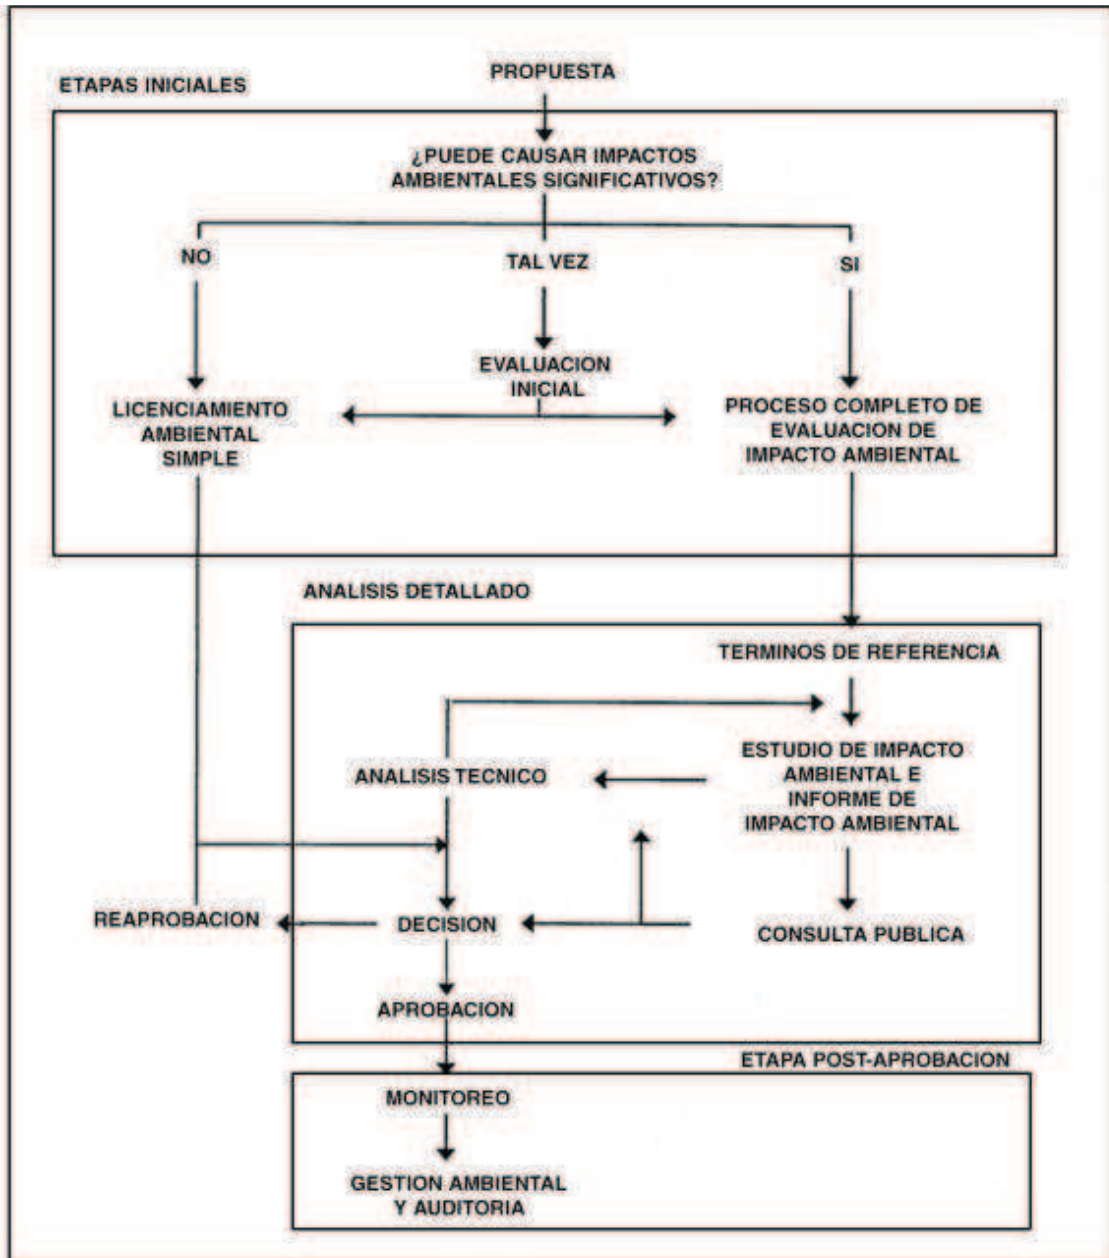 PROPUESTA
ETAPAS INICIALES
¿PUEDE CAUSAR IMPACTOS
AMBIENTALES SIGNIFICATIVOS?
NO
TAL VEZ
SI
EVALUACION
INICIAL
LICENCIAMIENTO
AMBIENTAL
SIMPLE
PROCESO COMPLETO DE
EVALUACION DE
IMPACTO AMBIENTAL
ANALISIS DETALLADO
TERMINOS DE REFERENCIA
ANALISIS TECNICO
ESTUDIO DE IMPACTO
AMBIENTAL E
INFORME DE
IMPACTO AMBIENTAL
REAPROBACION
DECISION
CONSULTA PUBLICA
APROBACION
ETAPA POST-APROBACION
MONITOREO
GESTION AMBIENTAL
Y AUDITORIA